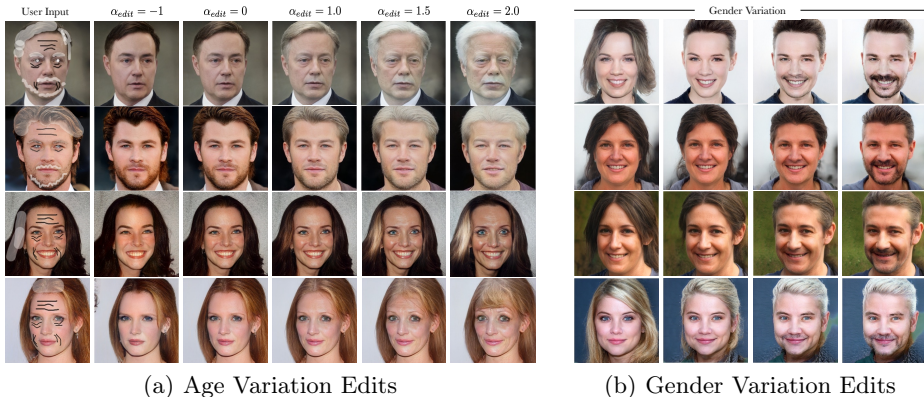 User Input α_edit = −1 α_edit = 0 α_edit = 1.0 α_edit = 1.5 α_edit = 2.0
Gender Variation
(a) Age Variation Edits
(b) Gender Variation Edits